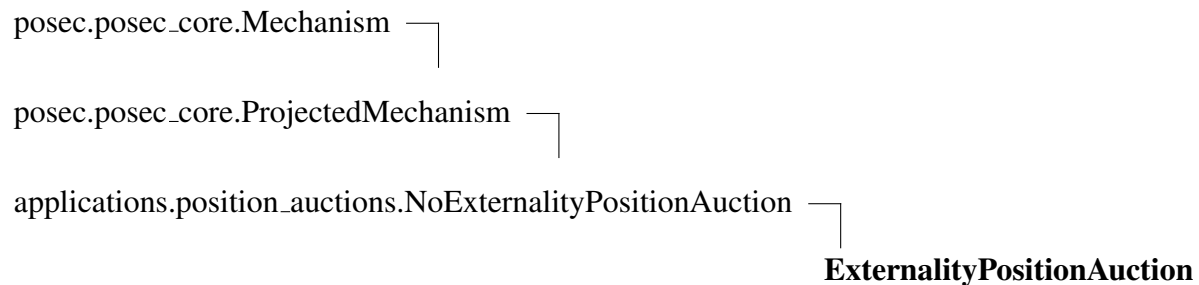 posec.posec_core.Mechanism
posec.posec_core.ProjectedMechanism
applications.position_auctions.NoExternalityPositionAuction
ExternalityPositionAuction